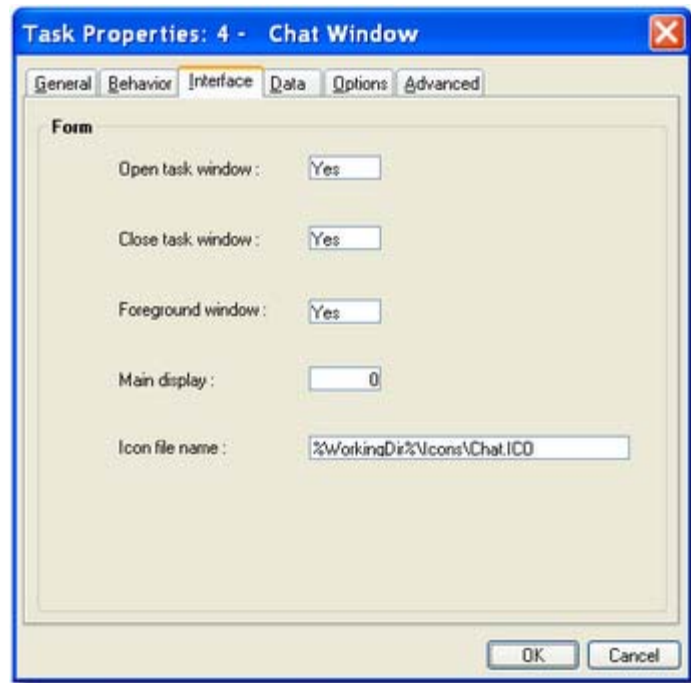 Task Properties: 4 - Chat Window
General Behavior Interface Data Options Advanced
Form
Open task window : Yes
Close task window : Yes
Foreground window : Yes
Main display : 0
Icon file name : %WorkingDir%\Icons\Chat.ICO
OK Cancel